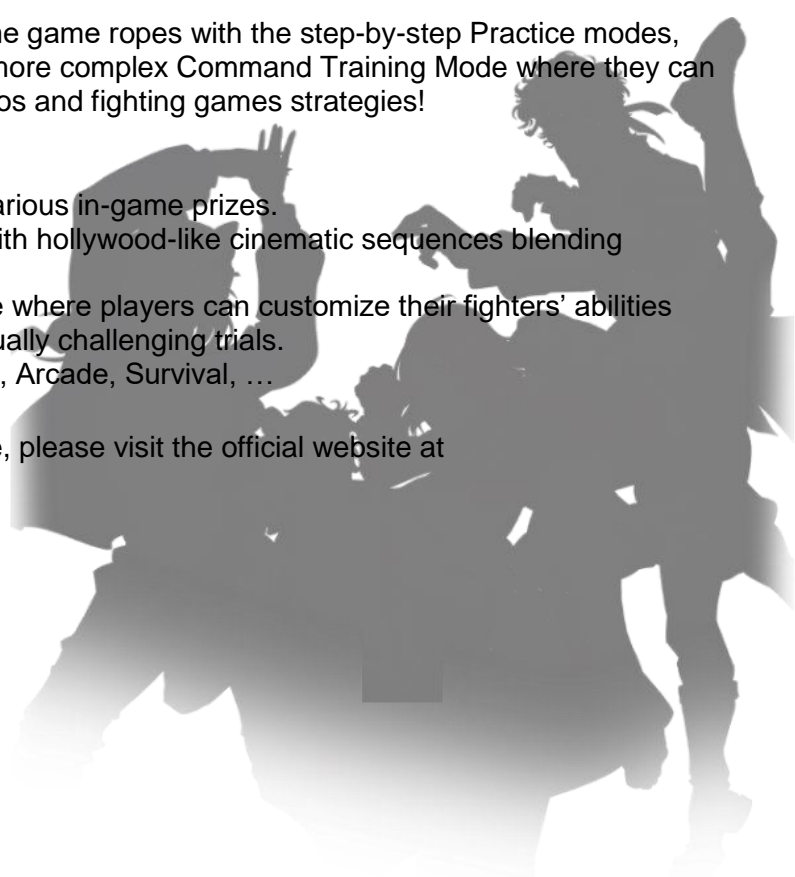 ne game ropes with the step-by-step Practice modes,
more complex Command Training Mode where they can
os and fighting games strategies!
arious in-game prizes.
ith hollywood-like cinematic sequences blending
e where players can customize their fighters’ abilities
ually challenging trials.
, Arcade, Survival, …
e, please visit the official website at